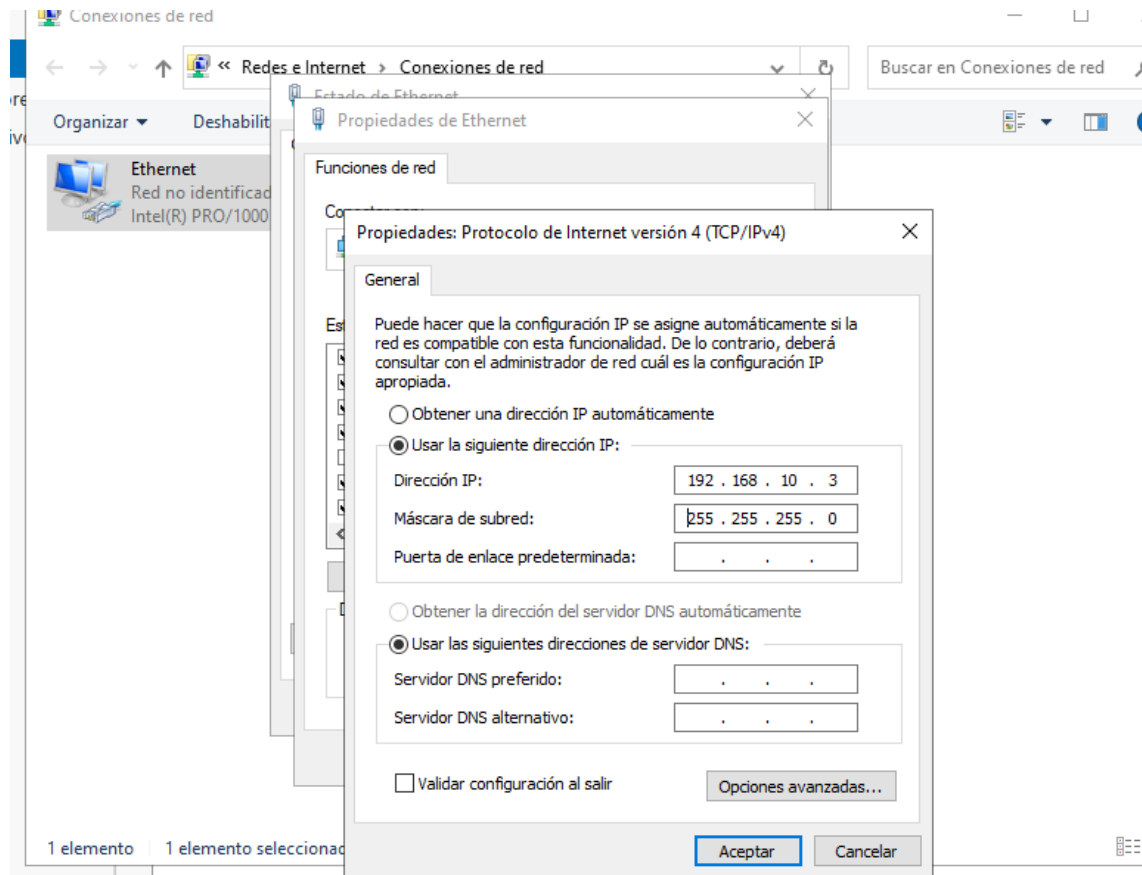 Conexiones de red
« Redes e Internet › Conexiones de red
Buscar en Conexiones de red
Estado de Ethernet
Organizar
Deshabilit
Propiedades de Ethernet
Ethernet
Red no identificad
Intel(R) PRO/1000
Funciones de red
Propiedades: Protocolo de Internet versión 4 (TCP/IPv4)
General
Puede hacer que la configuración IP se asigne automáticamente si la
red es compatible con esta funcionalidad. De lo contrario, deberá
consultar con el administrador de red cuál es la configuración IP
apropiada.
Obtener una dirección IP automáticamente
Usar la siguiente dirección IP:
Dirección IP:
192 . 168 . 10 . 3
Máscara de subred:
255 . 255 . 255 . 0
Puerta de enlace predeterminada:
. . .
Obtener la dirección del servidor DNS automáticamente
Usar las siguientes direcciones de servidor DNS:
Servidor DNS preferido:
. . .
Servidor DNS alternativo:
. . .
Validar configuración al salir
Opciones avanzadas...
Aceptar
Cancelar
1 elemento
1 elemento seleccionad